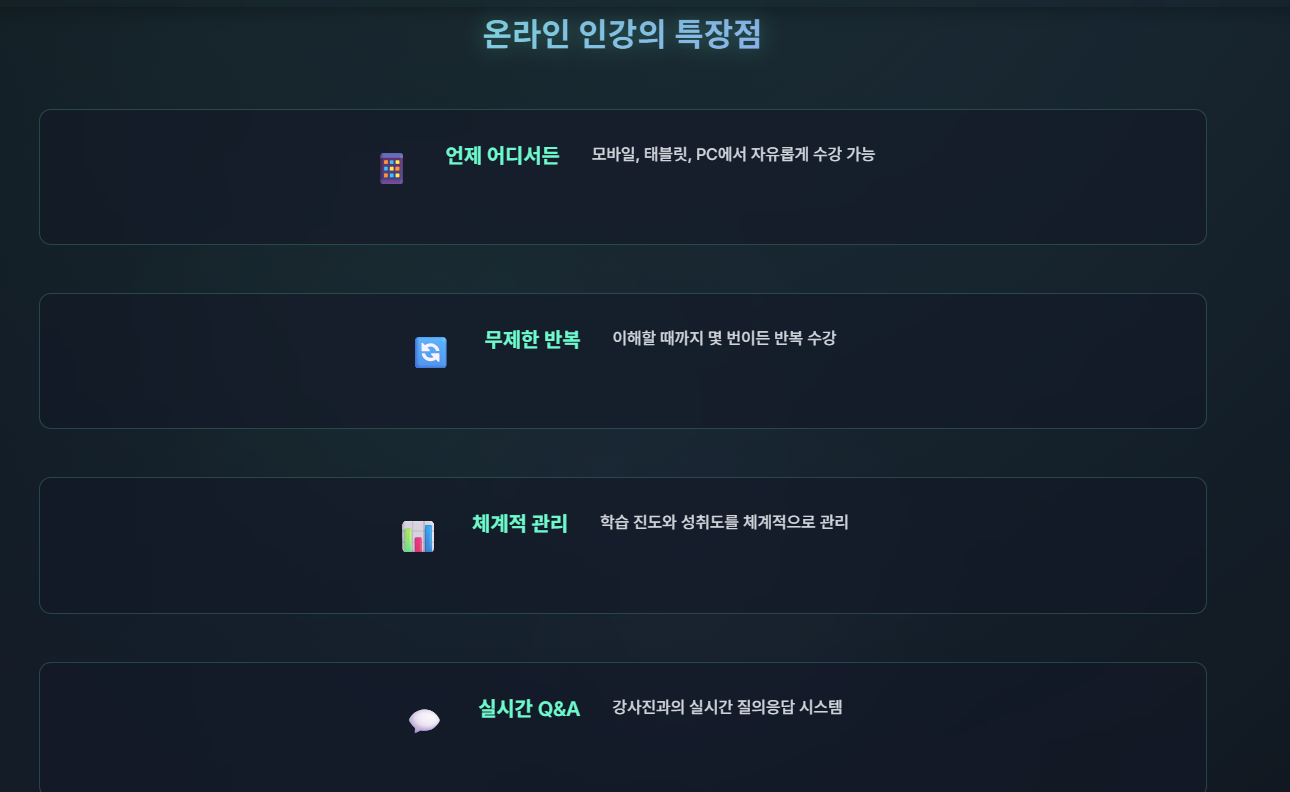 온라인 인강의 특장점
언제 어디서든 모바일, 태블릿, PC에서 자유롭게 수강 가능
무제한 반복 이해할 때까지 몇 번이든 반복 수강
체계적 관리 학습 진도와 성취도를 체계적으로 관리
실시간 Q&A 강사진과의 실시간 질의응답 시스템